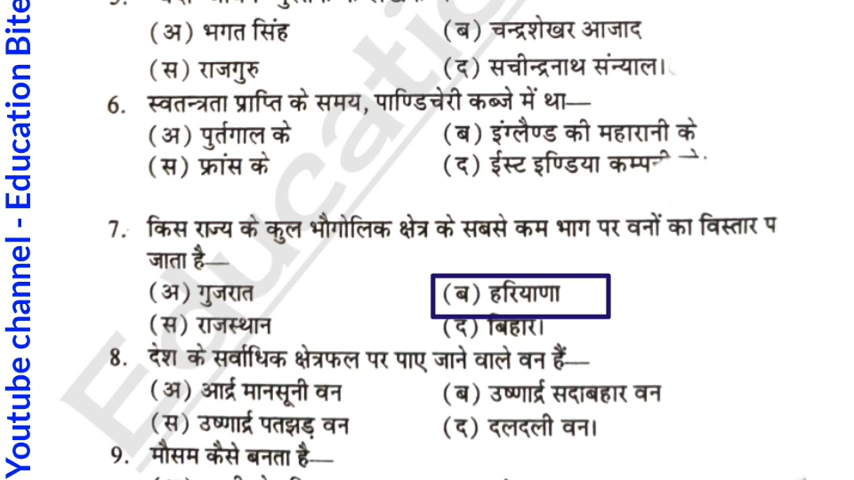 (अ) भगत सिंह (ब) चन्द्रशेखर आजाद
(स) राजगुरु (द) सचीन्द्रनाथ संन्याल।
6. स्वतन्त्रता प्राप्ति के समय, पाण्डिचेरी कब्जे में था—
(अ) पुर्तगाल के (ब) इंग्लैण्ड की महारानी के
(स) फ्रांस के (द) ईस्ट इण्डिया
7. किस राज्य के कुल भौगोलिक क्षेत्र के सबसे कम भाग पर वनों का विस्तार प
जाता है—
(अ) गुजरात (ब) हरियाणा
(स) राजस्थान (द) बिहार।
8. देश के सर्वाधिक क्षेत्रफल पर पाए जाने वाले वन हैं—
(अ) आर्द्र मानसूनी वन (ब) उष्णार्द्र सदाबहार वन
(स) उष्णार्द्र पतझड़ वन (द) दलदली वन।
9. मौसम कैसे बनता है—
Youtube channel - Education Bite
Educati